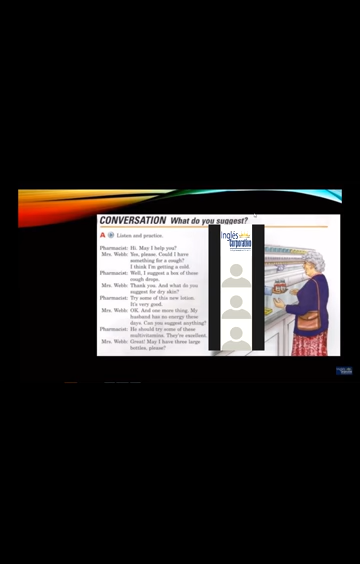 CONVERSATION What do you suggest?
A Listen and practice.
Pharmacist: Hi. May I help you?
Mrs. Webb: Yes, please. Could I have
something for a cough?
I think I'm getting a cold.
Pharmacist: Well, I suggest a box of these
cough drops.
Mrs. Webb: Thank you. And what do you
suggest for dry skin?
Pharmacist: Try some of this new lotion.
It's very good.
Mrs. Webb: OK. And one more thing. My
husband has no energy these
days. Can you suggest anything?
Pharmacist: He should try some of these
multivitamins. They're excellent.
Mrs. Webb: Great! May I have three large
bottles, please?
Inglés
Corporativo